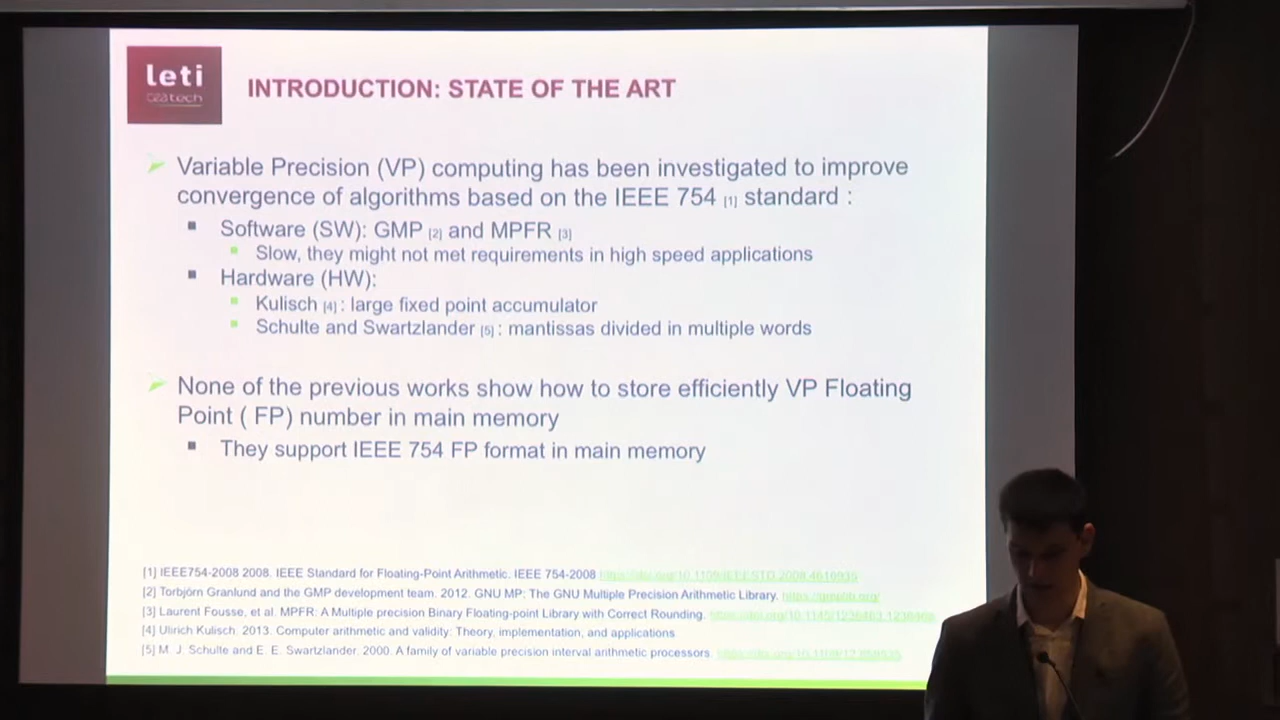 leti
ceatech
INTRODUCTION: STATE OF THE ART
Variable Precision (VP) computing has been investigated to improve
convergence of algorithms based on the IEEE 754 [1] standard :
Software (SW): GMP [2] and MPFR [3]
Slow, they might not met requirements in high speed applications
Hardware (HW):
Kulisch [4] : large fixed point accumulator
Schulte and Swartzlander [5] : mantissas divided in multiple words
None of the previous works show how to store efficiently VP Floating
Point ( FP) number in main memory
They support IEEE 754 FP format in main memory
[1] IEEE754-2008 2008. IEEE Standard for Floating-Point Arithmetic. IEEE 754-2008
[2] Torbjörn Granlund and the GMP development team. 2012. GNU MP: The GNU Multiple Precision Arithmetic Library. https://gmplib.org/
[3] Laurent Fousse, et al. MPFR: A Multiple precision Binary Floating-point Library with Correct Rounding.
[4] Ulrich Kulisch. 2013. Computer arithmetic and validity: Theory, implementation, and applications
[5] M. J. Schulte and E. E. Swartzlander. 2000. A family of variable precision interval arithmetic processors.